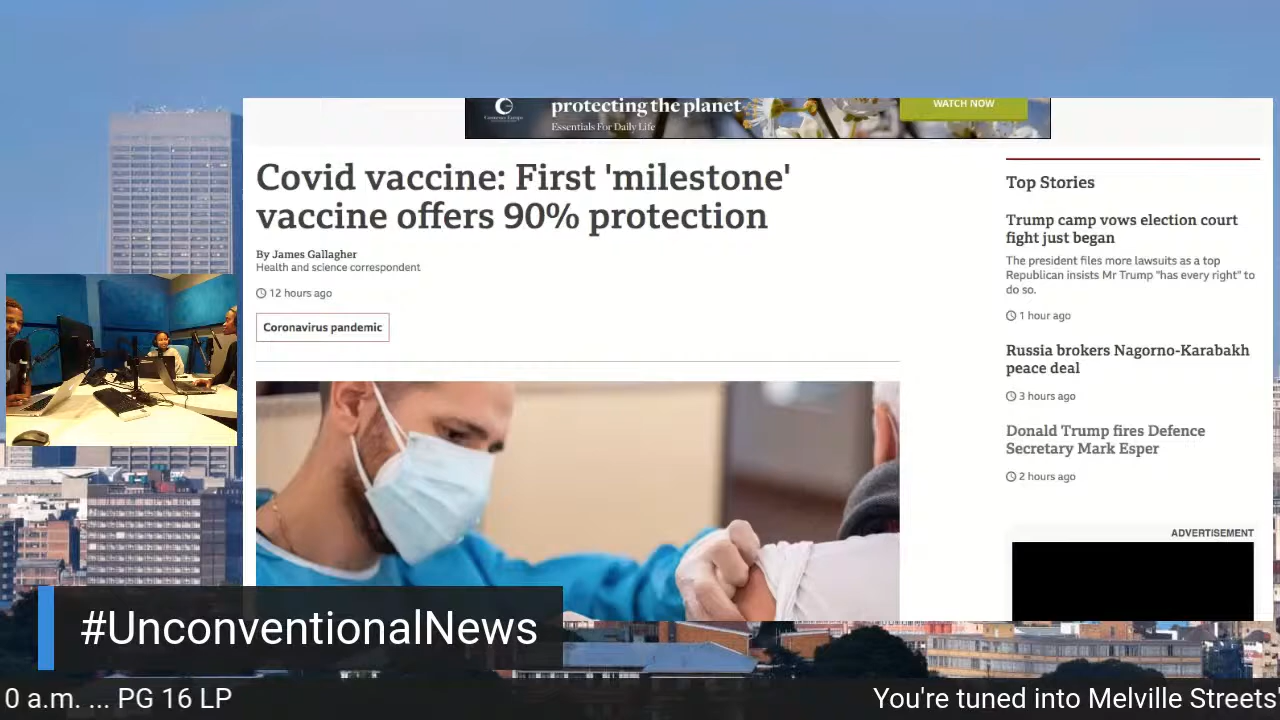 protecting the planet
Essentials For Daily Life
WATCH NOW
Covid vaccine: First 'milestone'
vaccine offers 90% protection
By James Gallagher
Health and science correspondent
12 hours ago
Coronavirus pandemic
Top Stories
Trump camp vows election court
fight just began
The president files more lawsuits as a top
Republican insists Mr Trump "has every right" to
do so.
1 hour ago
Russia brokers Nagorno-Karabakh
peace deal
3 hours ago
Donald Trump fires Defence
Secretary Mark Esper
2 hours ago
ADVERTISEMENT
#UnconventionalNews
0 a.m. ... PG 16 LP
You're tuned into Melville Streets'